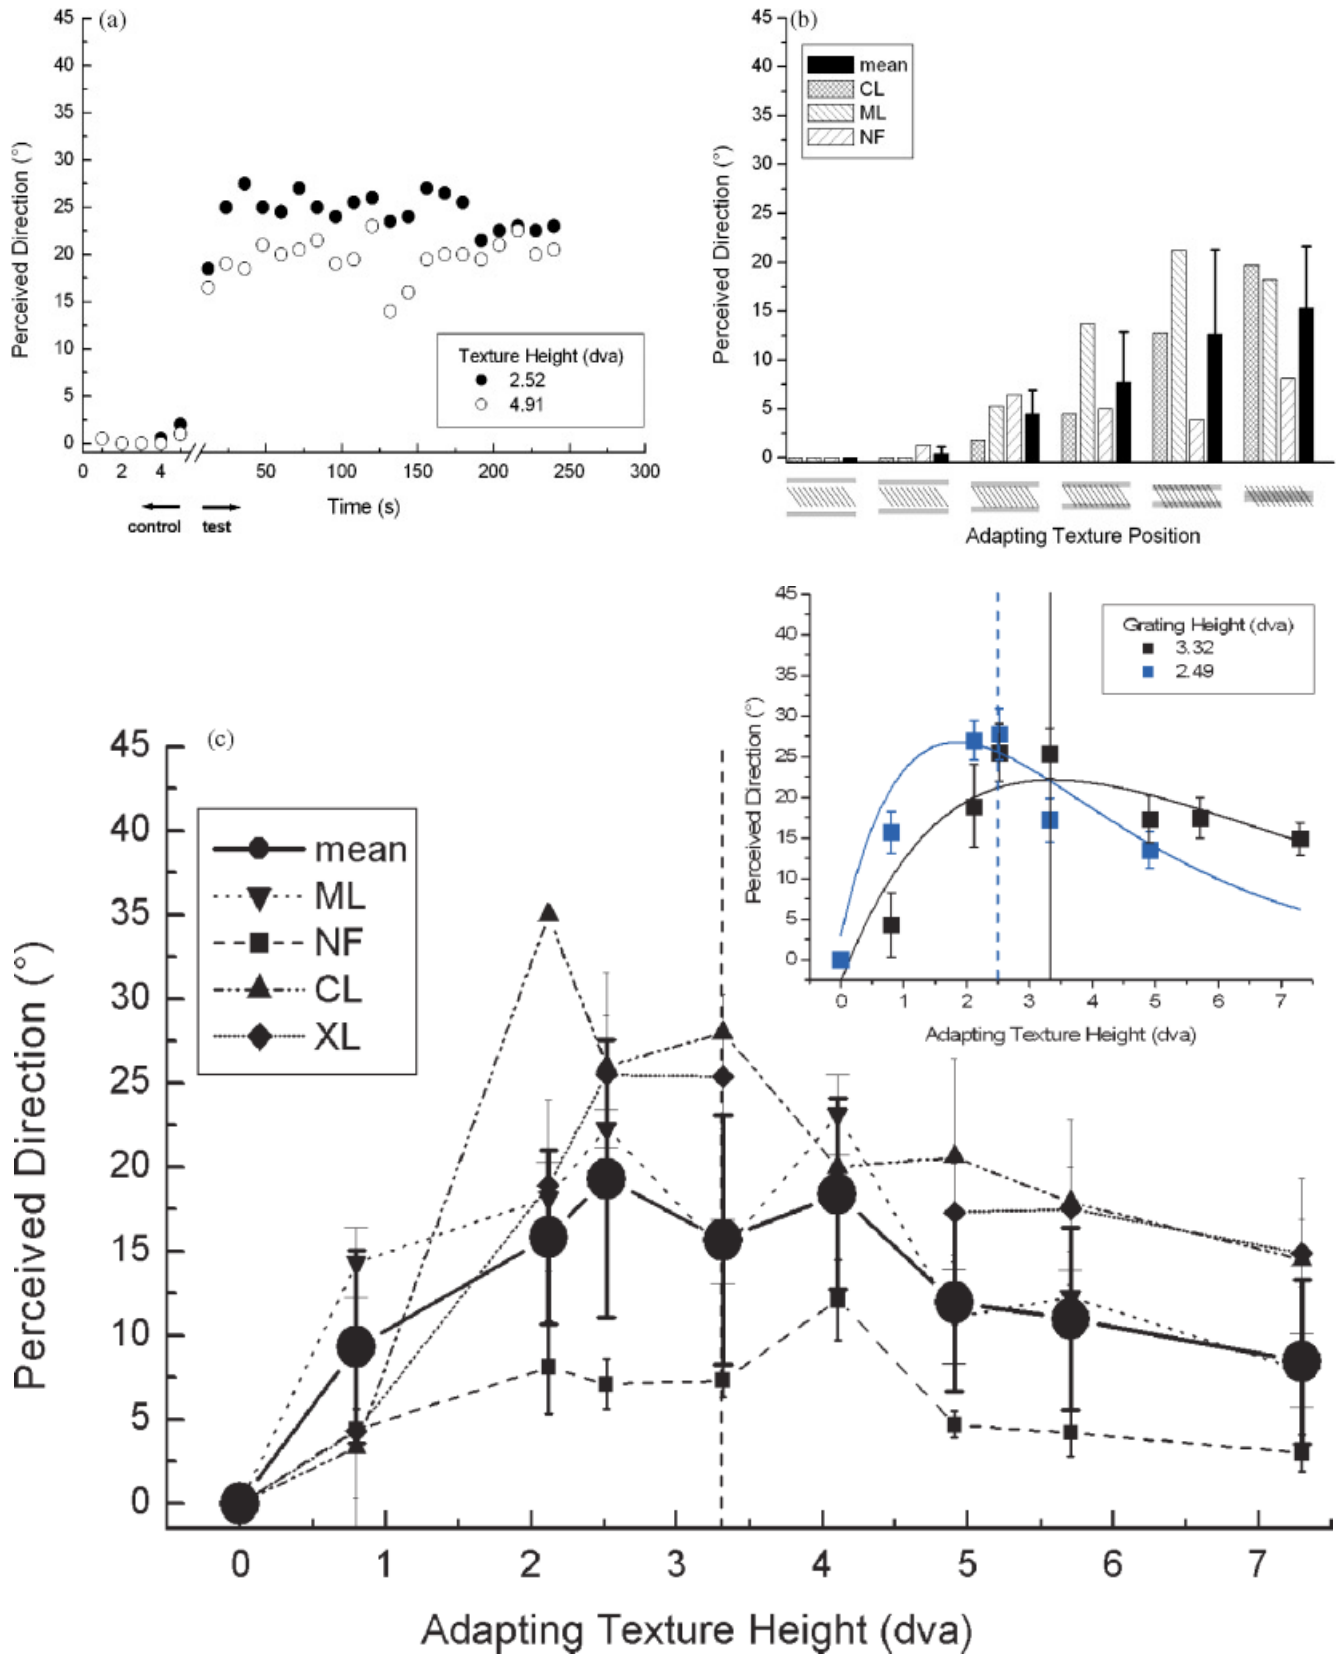 (a)
45
40
35
30
25
20
15
10
5
0
Perceived Direction (°)
0 2 4 50 100 150 200 250 300
Time (s)
control test
Texture Height (dva)
2.52
4.91
(b)
45
40
35
30
25
20
15
10
5
0
Perceived Direction (°)
mean
CL
ML
NF
Adapting Texture Position
45
40
35
30
25
20
15
10
5
0
Perceived Direction (°)
Grating Height (dva)
3.32
2.49
0 1 2 3 4 5 6 7
Adapting Texture Height (dva)
(c)
45
40
35
30
25
20
15
10
5
0
Perceived Direction (°)
mean
ML
NF
CL
XL
0 1 2 3 4 5 6 7
Adapting Texture Height (dva)